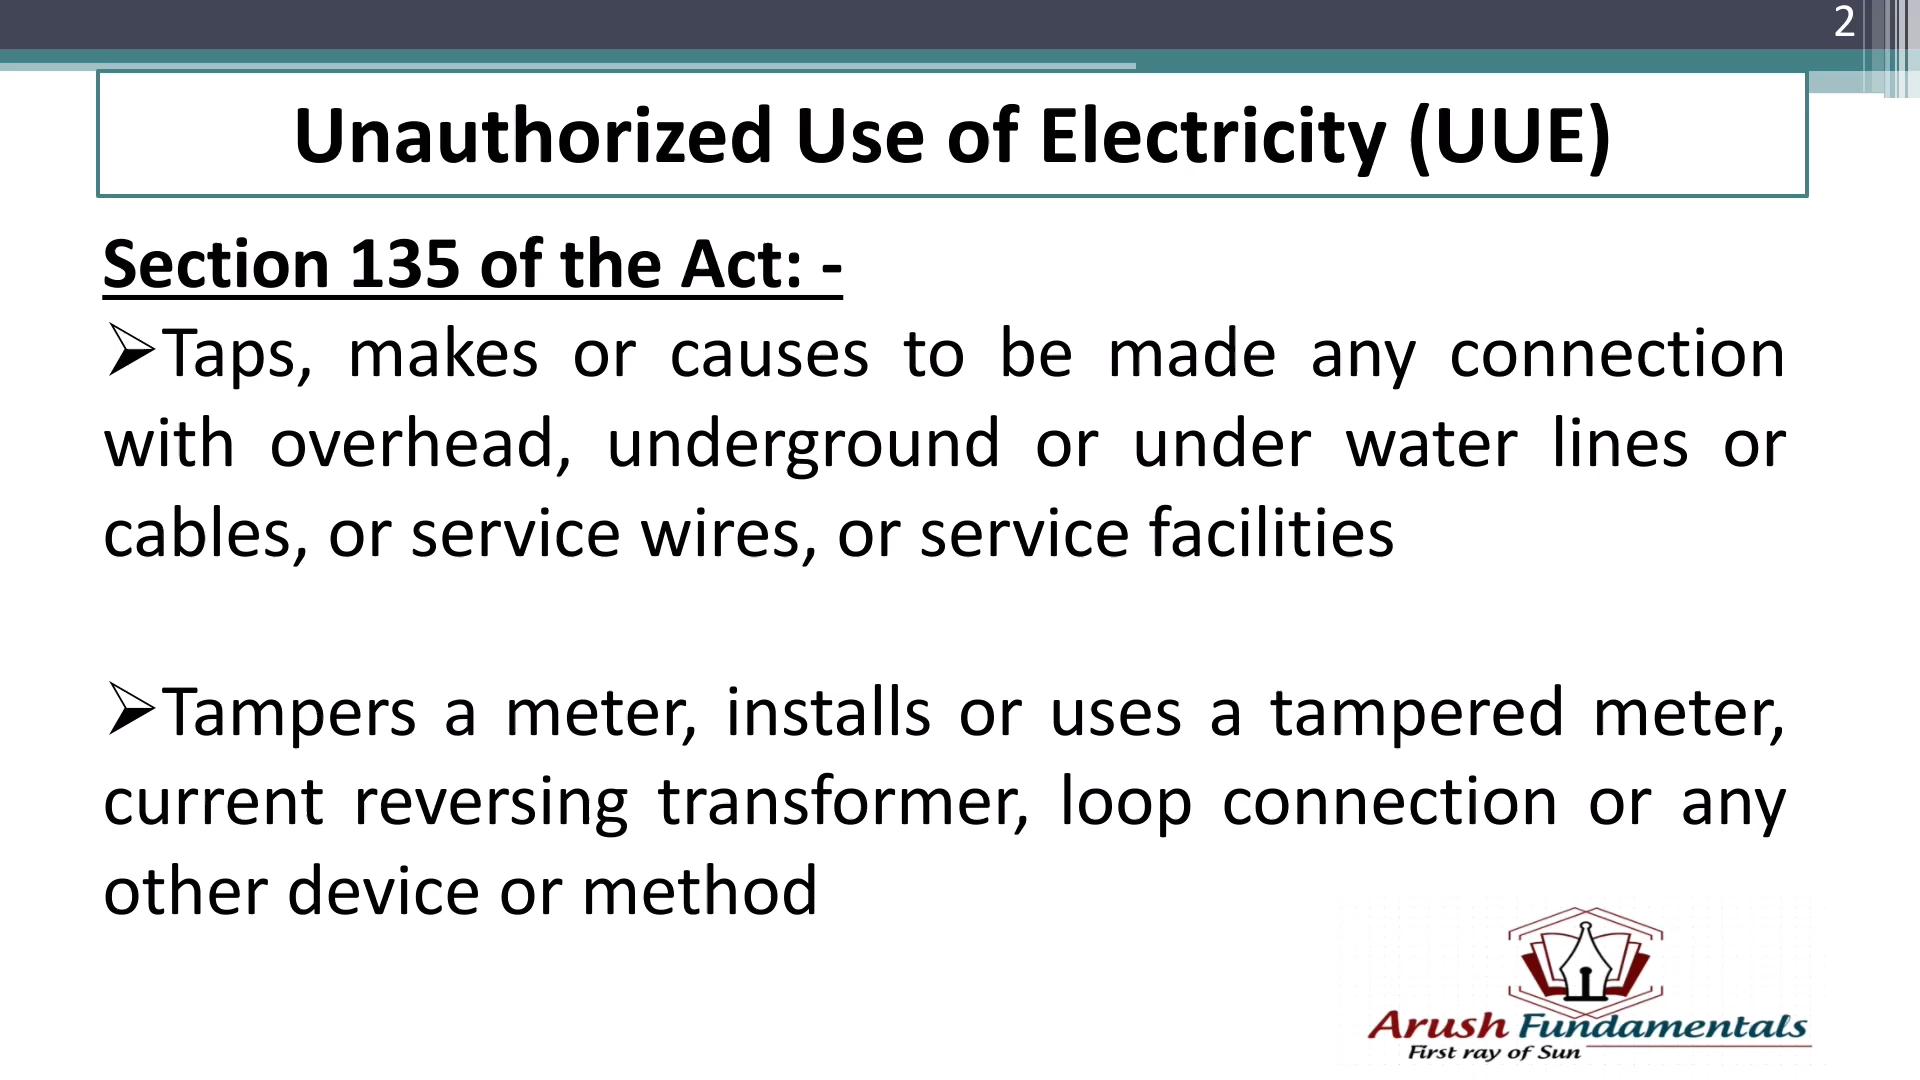 2
Unauthorized Use of Electricity (UUE)
Section 135 of the Act: -
➢Taps, makes or causes to be made any connection
with overhead, underground or under water lines or
cables, or service wires, or service facilities
➢Tampers a meter, installs or uses a tampered meter,
current reversing transformer, loop connection or any
other device or method
Arush Fundamentals
First ray of Sun